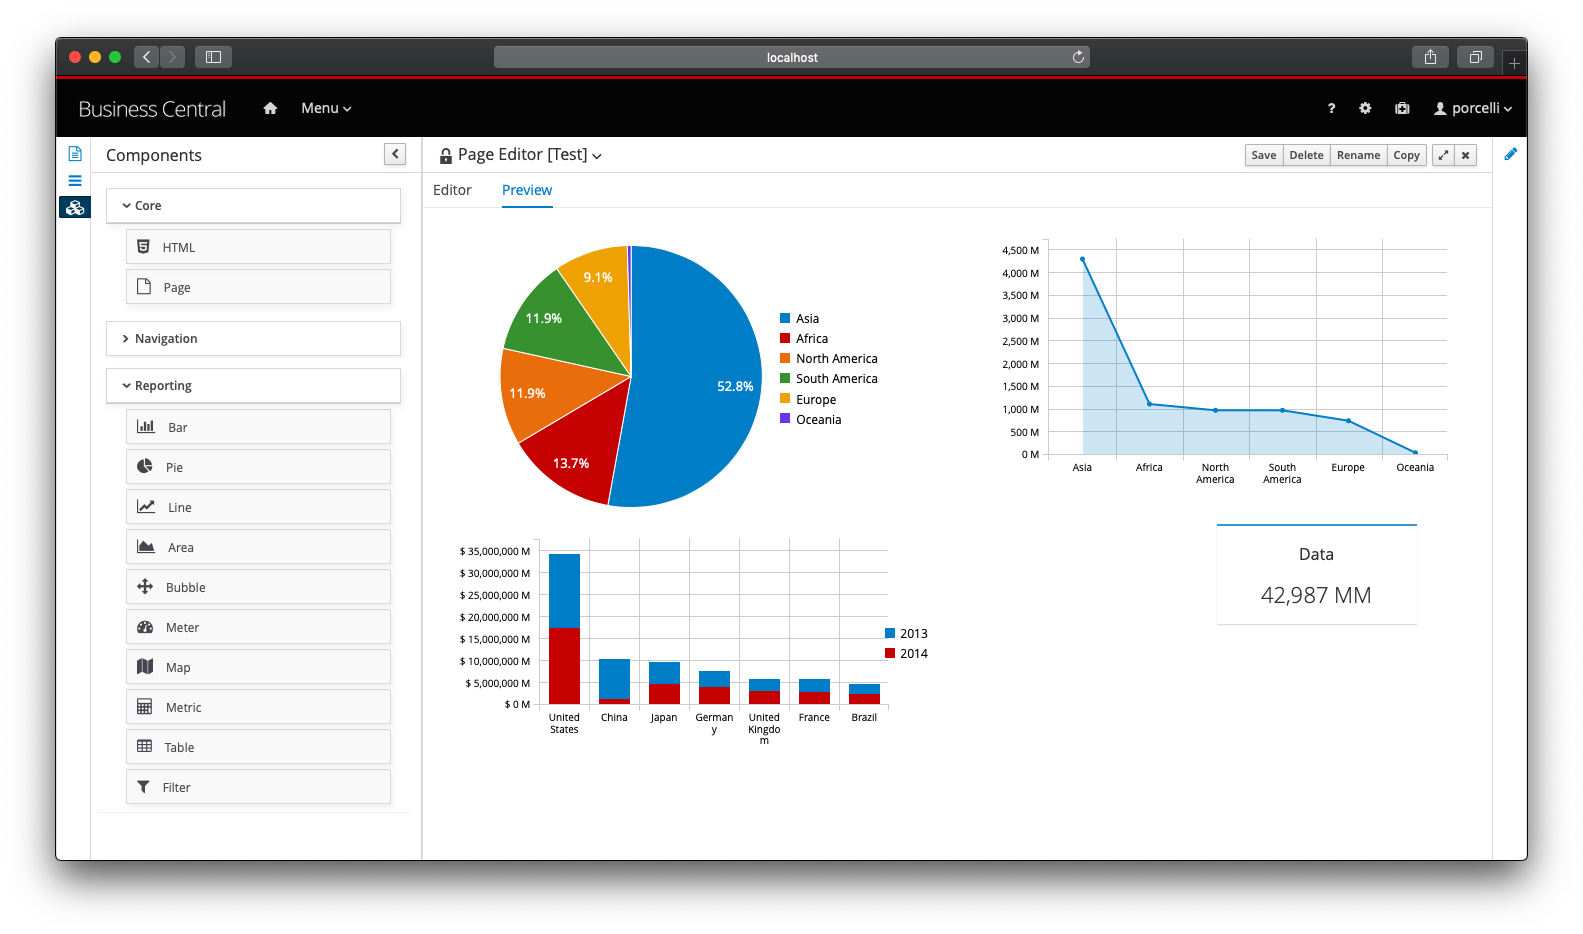 localhost
Business Central
Menu
?
porcelli
Components
Core
HTML
Page
Navigation
Reporting
Bar
Pie
Line
Area
Bubble
Meter
Map
Metric
Table
Filter
Page Editor [Test]
Save Delete Rename Copy
Editor Preview
9.1%
11.9%
11.9%
13.7%
52.8%
Asia
Africa
North America
South America
Europe
Oceania
4,500 M
4,000 M
3,500 M
3,000 M
2,500 M
2,000 M
1,500 M
1,000 M
500 M
0 M
Asia Africa North America South America Europe Oceania
$ 35,000,000 M
$ 30,000,000 M
$ 25,000,000 M
$ 20,000,000 M
$ 15,000,000 M
$ 10,000,000 M
$ 5,000,000 M
$ 0 M
United States China Japan German
y United Kingdo
m France Brazil
2013
2014
Data
42,987 MM